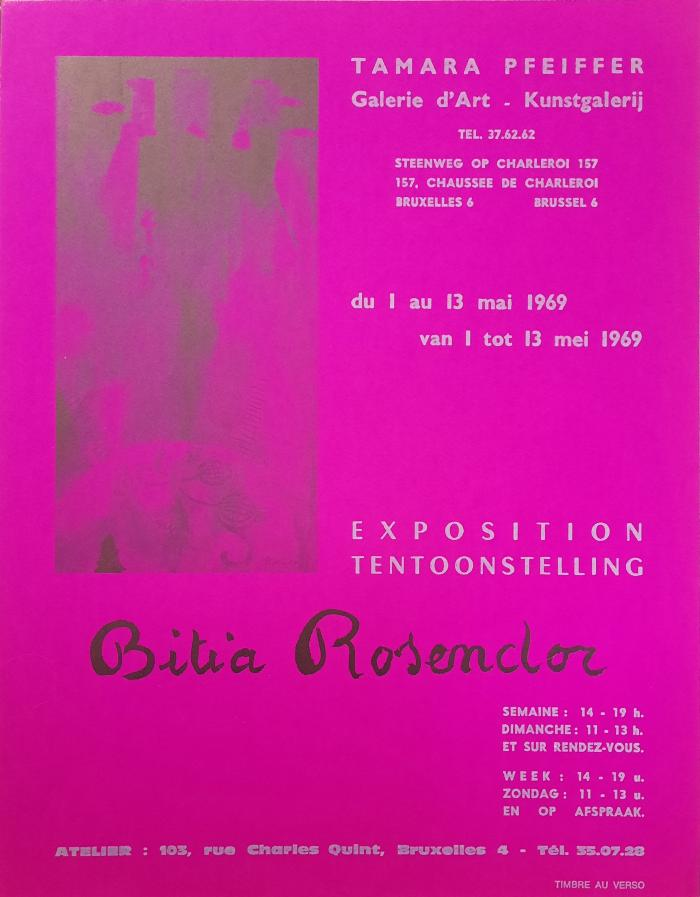 TAMARA PFEIFFER
Galerie d'Art - Kunstgalerij
TEL. 37.62.62
STEENWEG OP CHARLEROI 157
157, CHAUSSEE DE CHARLEROI
BRUXELLES 6 BRUSSEL 6
du 1 au 13 mai 1969
van 1 tot 13 mei 1969
EXPOSITION
TENTOONSTELLING
Bitia Rosendor
SEMAINE : 14 - 19 h.
DIMANCHE : 11 - 13 h.
ET SUR RENDEZ-VOUS.
WEEK : 14 - 19 u.
ZONDAG : 11 - 13 u.
EN OP AFSPRAAK.
ATELIER : 103, rue Charles Quint, Bruxelles 4 - Tél. 35.07.28
TIMBRE AU VERSO